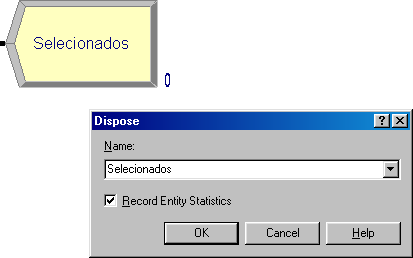 Selecionados
0
Dispose
Name:
Selecionados
Record Entity Statistics
OK Cancel Help